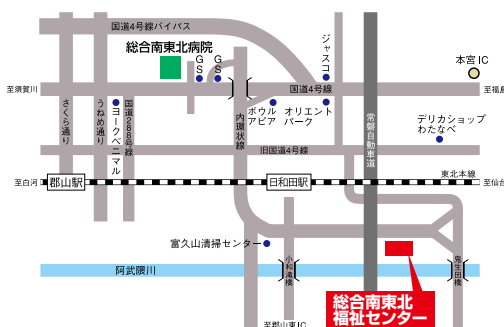 国道4号線バイパス
総合南東北病院
GS
GS
ジャスコ
本宮IC
至須賀川
国道4号線
至福島
さくら通り
うねめ通り
ヨークベニマル
国道288号線
内環状線
ボウル
アピア
オリエント
パーク
常磐自動車道
デリカショップ
わたなべ
旧国道4号線
東北本線
至白河
郡山駅
日和田駅
至仙台
富久山清掃センター
小和滝橋
鬼生田橋
阿武隈川
総合南東北
福祉センター
至郡山東IC